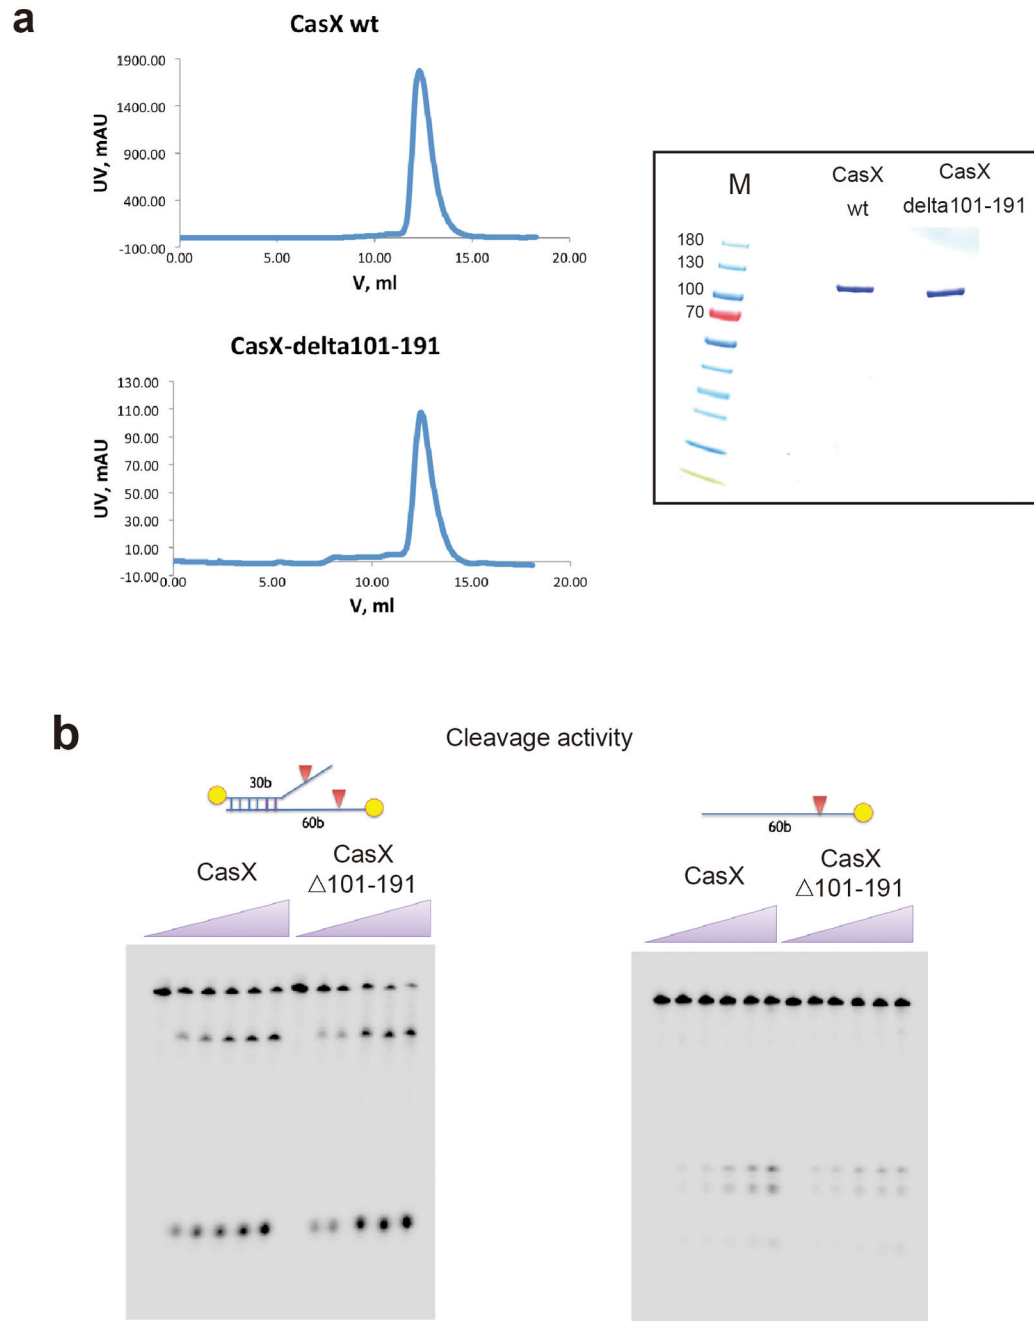 a
CasX wt
1900.00
1400.00
900.00
400.00
-100.00
0.00 5.00 10.00 15.00 20.00
UV, mAU
V, ml
CasX-delta101-191
130.00
110.00
90.00
70.00
50.00
30.00
10.00
-10.00
0.00 5.00 10.00 15.00 20.00
UV, mAU
V, ml
M
CasX
wt
CasX
delta101-191
180
130
100
70
b
Cleavage activity
30b
60b
CasX
CasX
△101-191
60b
CasX
CasX
△101-191